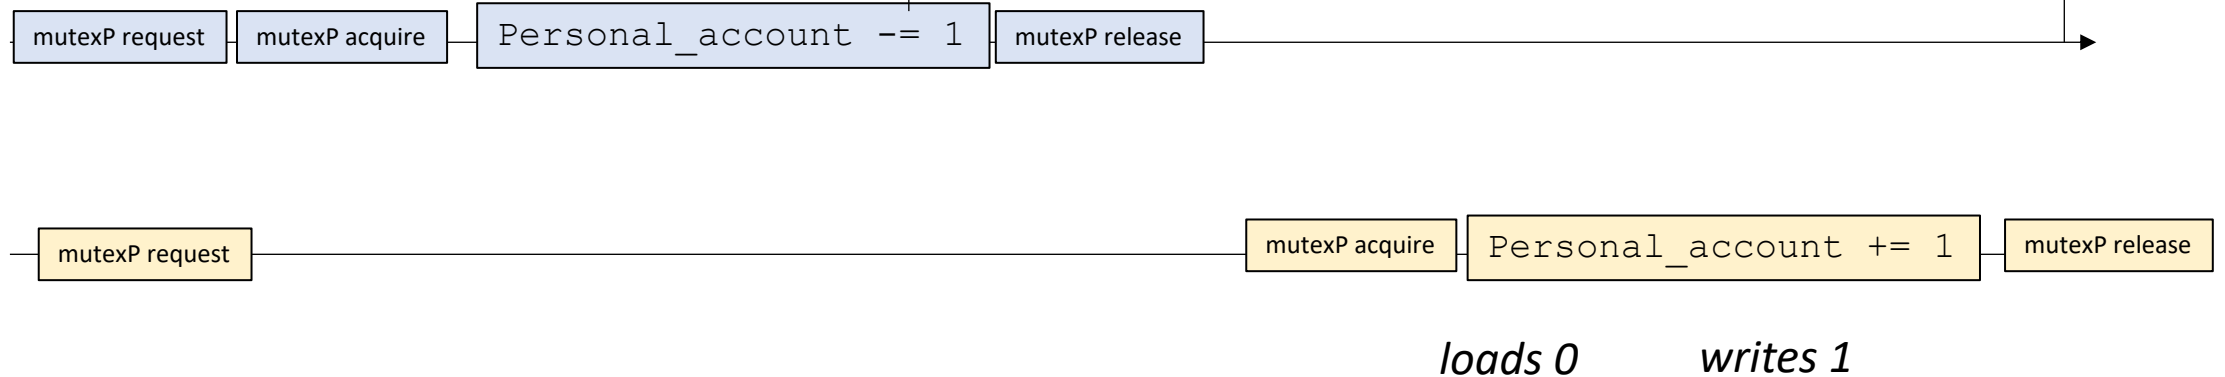 mutexP request mutexP acquire Personal_account -= 1 mutexP release
mutexP request mutexP acquire Personal_account += 1 mutexP release
loads 0 writes 1